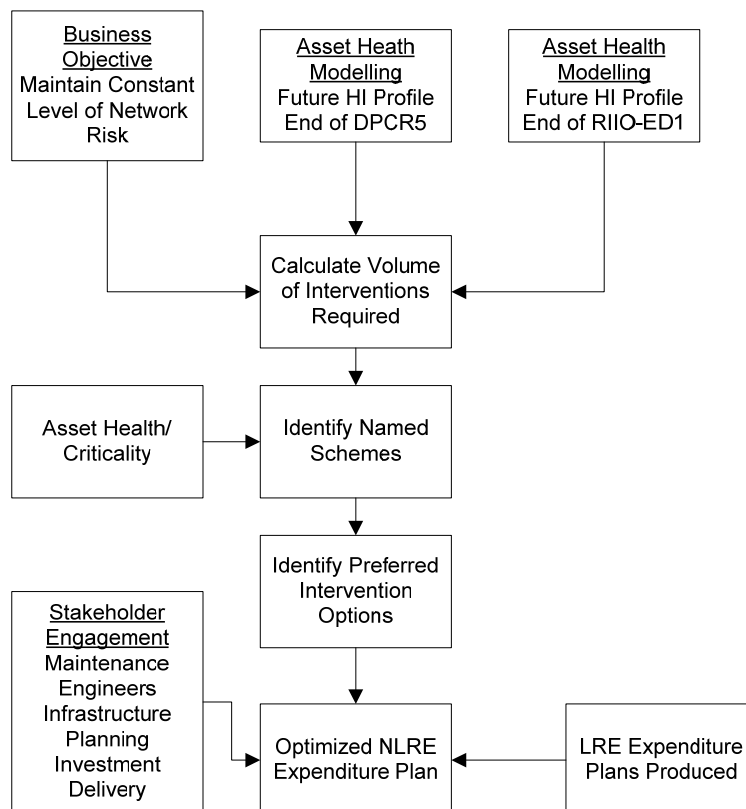 Business
Objective
Maintain Constant
Level of Network
Risk
Asset Heath
Modelling
Future HI Profile
End of DPCR5
Asset Health
Modelling
Future HI Profile
End of RIIO-ED1
Calculate Volume
of Interventions
Required
Asset Health/
Criticality
Identify Named
Schemes
Identify Preferred
Intervention
Options
Stakeholder
Engagement
Maintenance
Engineers
Infrastructure
Planning
Investment
Delivery
Optimized NLRE
Expenditure Plan
LRE Expenditure
Plans Produced